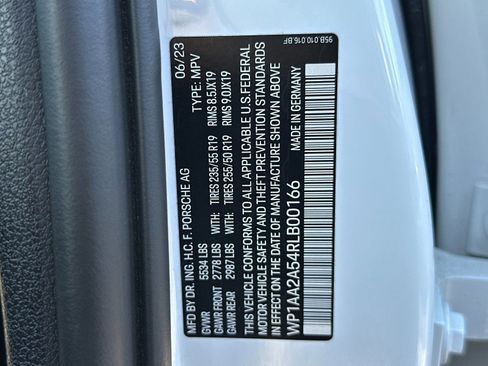 MFD BY DR. ING. H.C. F. PORSCHE AG 06/23
GVWR 5534 LBS TYPE: MPV
GAWR FRONT 2778 LBS WITH: TIRES 235/55 R19 RIMS 8.5JX19
GAWR REAR 2987 LBS WITH: TIRES 255/50 R19 RIMS 9.0JX19
THIS VEHICLE CONFORMS TO ALL APPLICABLE U.S. FEDERAL
MOTOR VEHICLE SAFETY AND THEFT PREVENTION STANDARDS
IN EFFECT ON THE DATE OF MANUFACTURE SHOWN ABOVE
WP1AA2A54RLB00166 MADE IN GERMANY
95B.010.016.BF